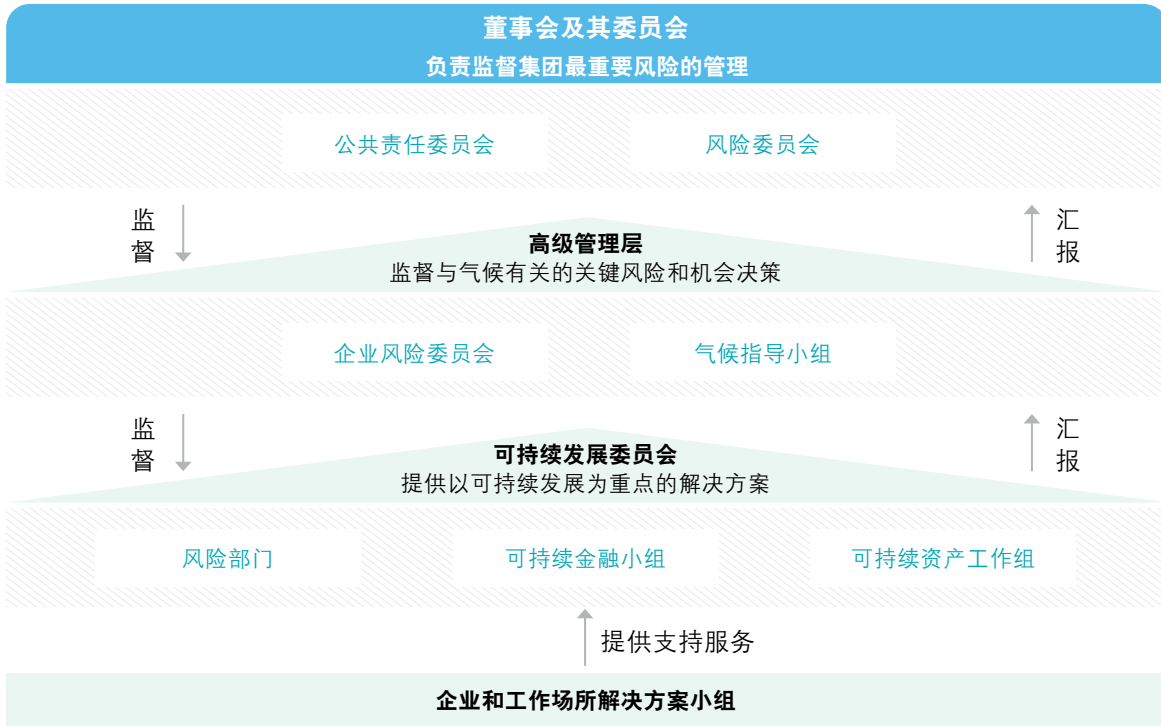 董事会及其委员会
负责监督集团最重要风险的管理
公共责任委员会
风险委员会
监督
汇报
高级管理层
监督与气候有关的关键风险和机会决策
企业风险委员会
气候指导小组
监督
汇报
可持续发展委员会
提供以可持续发展为重点的解决方案
风险部门
可持续金融小组
可持续资产工作组
提供支持服务
企业和工作场所解决方案小组